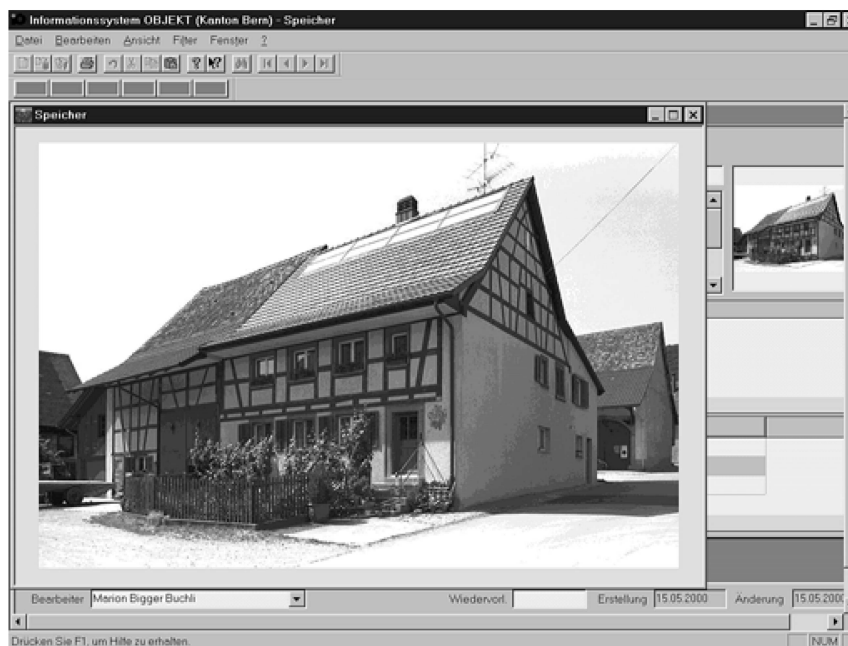 Informationssystem OBJEKT (Kanton Bern) - Speicher
Datei Bearbeiten Ansicht Filter Fenster ?
Speicher
Bearbeiter Marion Bigger Buchli Wiedervorl. Erstellung 15.05.2000 Änderung 15.05.2000
Drücken Sie F1, um Hilfe zu erhalten. NUM